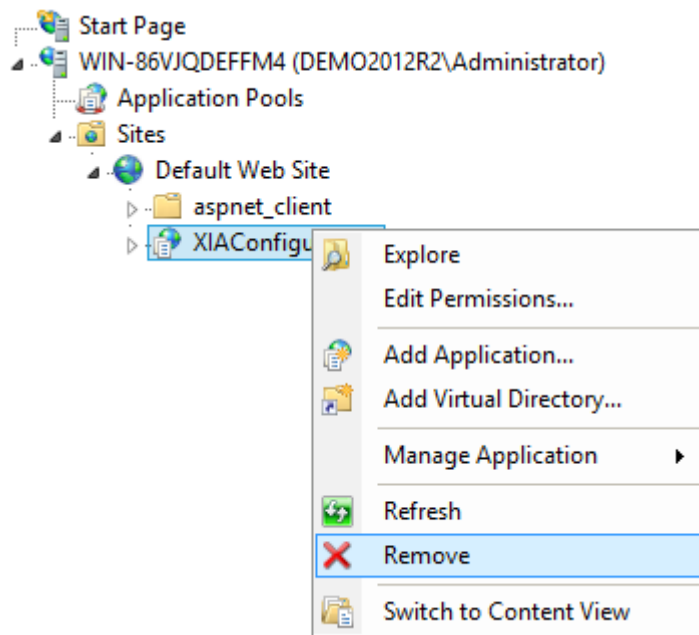 Start Page
WIN-86VJQDEFFM4 (DEMO2012R2\Administrator)
Application Pools
Sites
Default Web Site
aspnet_client
XIAConfigu
Explore
Edit Permissions...
Add Application...
Add Virtual Directory...
Manage Application
Refresh
Remove
Switch to Content View